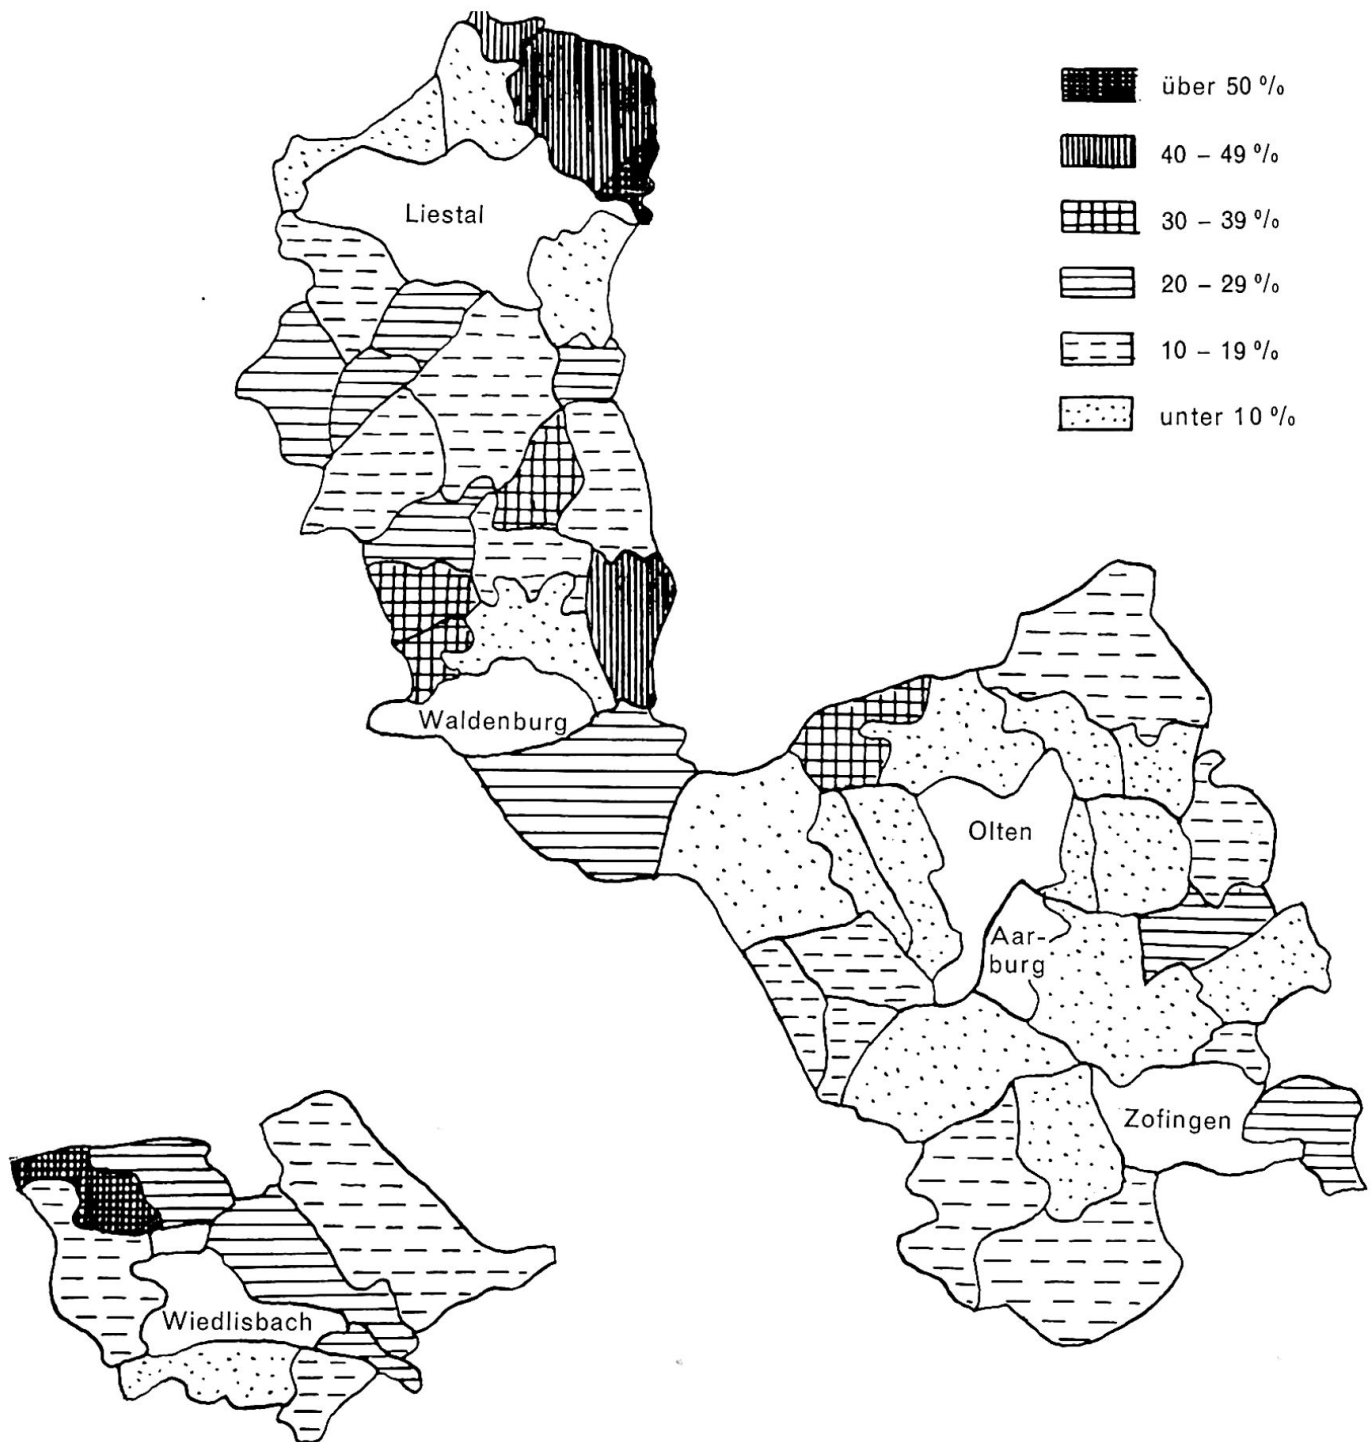 über 50 %
40 – 49 %
30 – 39 %
20 – 29 %
10 – 19 %
unter 10 %
Liestal
Waldenburg
Olten
Aar-
burg
Zofingen
Wiedlisbach